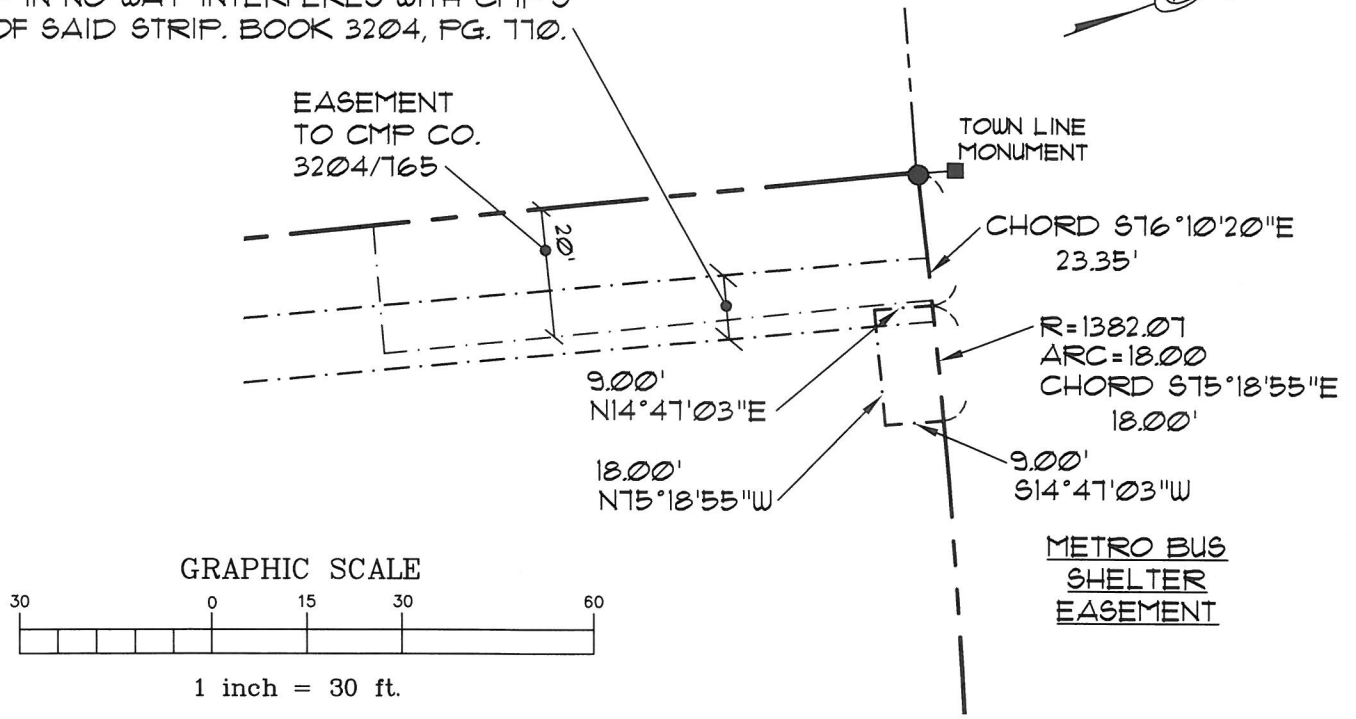 IN NO WAY INTERFERES WITH CMP'S
OF SAID STRIP. BOOK 3204, PG. 770.
EASEMENT
TO CMP CO.
3204/765
20'
TOWN LINE
MONUMENT
CHORD S76°10'20"E
23.35'
R=1382.07
ARC=18.00
CHORD S75°18'55"E
18.00'
9.00'
N14°47'03"E
18.00'
N75°18'55"W
9.00'
S14°47'03"W
METRO BUS
SHELTER
EASEMENT
GRAPHIC SCALE
30 0 15 30 60
1 inch = 30 ft.